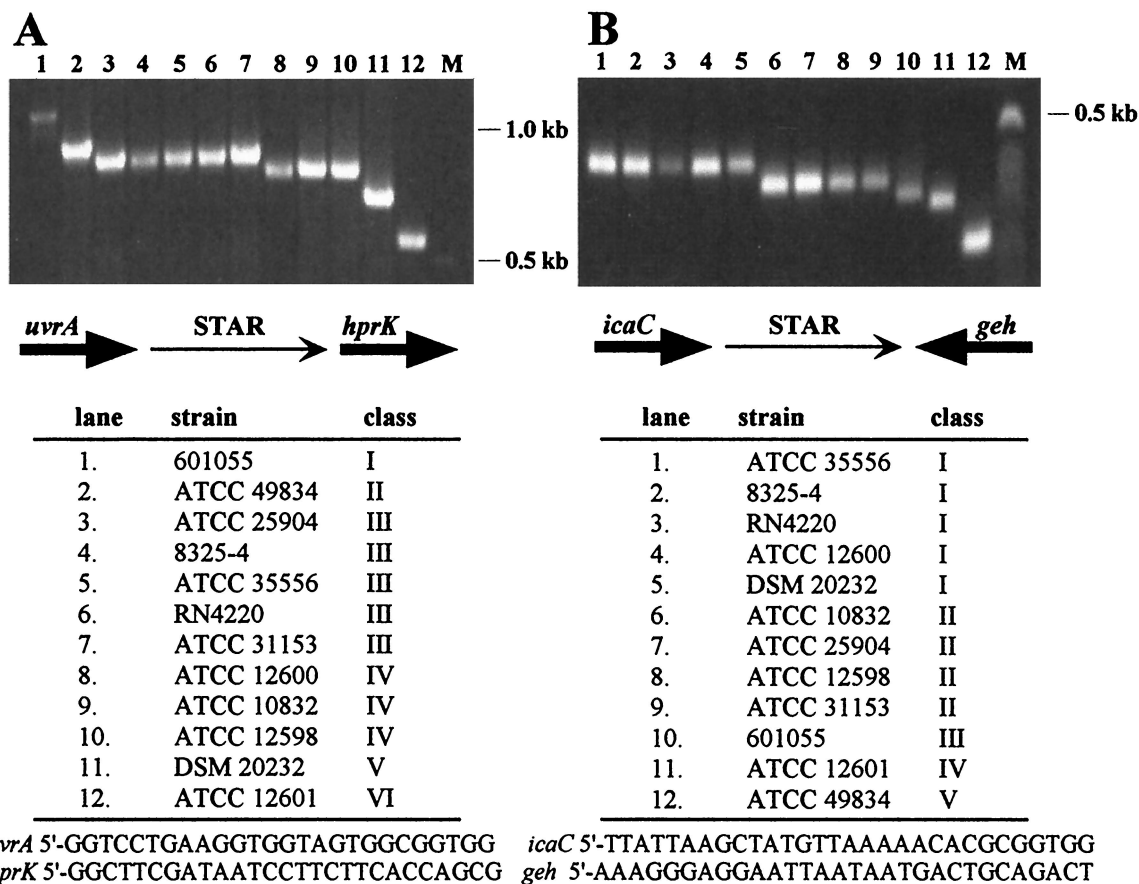 A
1 2 3 4 5 6 7 8 9 10 11 12 M
1.0 kb
0.5 kb
uvrA STAR hprK
lane strain class
1. 601055 I
2. ATCC 49834 II
3. ATCC 25904 III
4. 8325-4 III
5. ATCC 35556 III
6. RN4220 III
7. ATCC 31153 III
8. ATCC 12600 IV
9. ATCC 10832 IV
10. ATCC 12598 IV
11. DSM 20232 V
12. ATCC 12601 VI
vrA 5'-GGTCCTGAAGGTGGTAGTGGCGGTGG
prK 5'-GGCTTCGATAATCCTTCTTCACCAGCG
B
1 2 3 4 5 6 7 8 9 10 11 12 M
0.5 kb
icaC STAR geh
lane strain class
1. ATCC 35556 I
2. 8325-4 I
3. RN4220 I
4. ATCC 12600 I
5. DSM 20232 I
6. ATCC 10832 II
7. ATCC 25904 II
8. ATCC 12598 II
9. ATCC 31153 II
10. 601055 III
11. ATCC 12601 IV
12. ATCC 49834 V
icaC 5'-TTATTAAGCTATGTTAAAAACACGCGGTGG
geh 5'-AAAGGGAGGAATTAATAATGACTGCAGACT